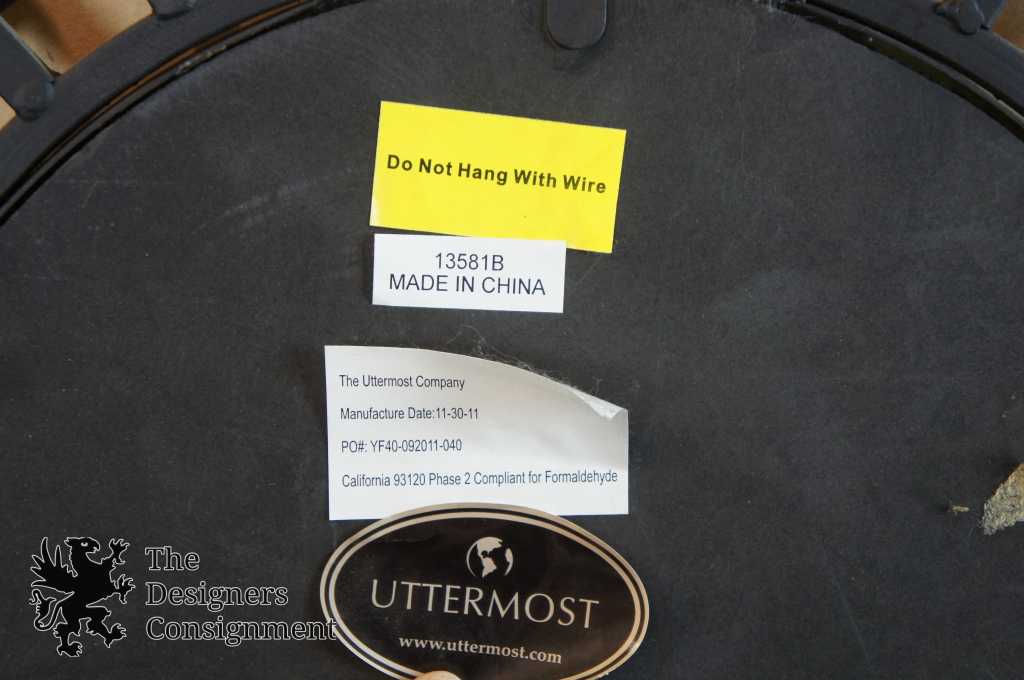 Do Not Hang With Wire
13581B
MADE IN CHINA
The Uttermost Company
Manufacture Date:11-30-11
PO#: YF40-092011-040
California 93120 Phase 2 Compliant for Formaldehyde
UTTERMOST
www.uttermost.com
The
Designers
Consignment